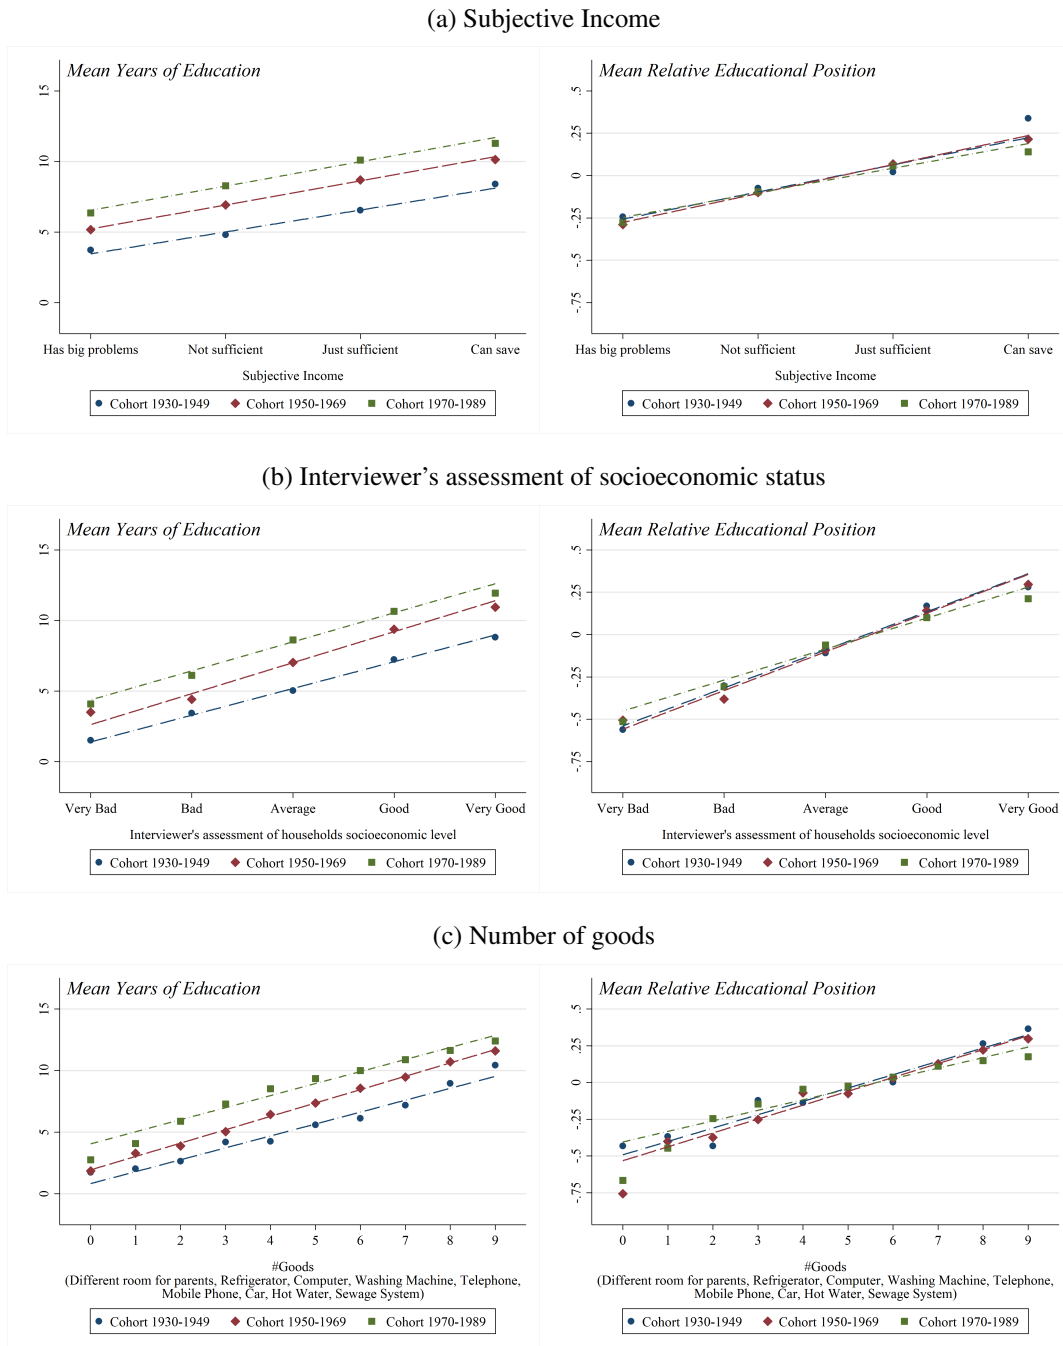 (a) Subjective Income
Mean Years of Education
15
10
5
0
Has big problems Not sufficient Just sufficient Can save
Subjective Income
Cohort 1930-1949 Cohort 1950-1969 Cohort 1970-1989
Mean Relative Educational Position
.5
.25
0
-.25
-.5
-.75
Has big problems Not sufficient Just sufficient Can save
Subjective Income
Cohort 1930-1949 Cohort 1950-1969 Cohort 1970-1989
(b) Interviewer's assessment of socioeconomic status
Mean Years of Education
15
10
5
0
Very Bad Bad Average Good Very Good
Interviewer's assessment of households socioeconomic level
Cohort 1930-1949 Cohort 1950-1969 Cohort 1970-1989
Mean Relative Educational Position
.5
.25
0
-.25
-.5
-.75
Very Bad Bad Average Good Very Good
Interviewer's assessment of households socioeconomic level
Cohort 1930-1949 Cohort 1950-1969 Cohort 1970-1989
(c) Number of goods
Mean Years of Education
15
10
5
0
0 1 2 3 4 5 6 7 8 9
#Goods
(Different room for parents, Refrigerator, Computer, Washing Machine, Telephone,
Mobile Phone, Car, Hot Water, Sewage System)
Cohort 1930-1949 Cohort 1950-1969 Cohort 1970-1989
Mean Relative Educational Position
.5
.25
0
-.25
-.5
-.75
0 1 2 3 4 5 6 7 8 9
#Goods
(Different room for parents, Refrigerator, Computer, Washing Machine, Telephone,
Mobile Phone, Car, Hot Water, Sewage System)
Cohort 1930-1949 Cohort 1950-1969 Cohort 1970-1989